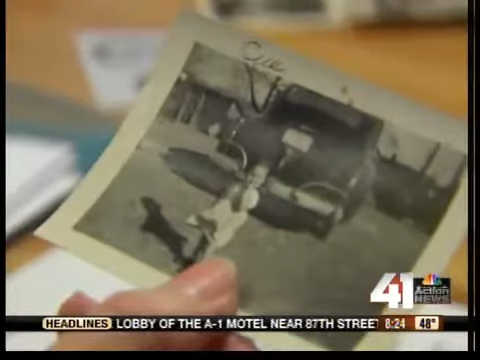 41
Action
NEWS
HEADLINES LOBBY OF THE A-1 MOTEL NEAR 87TH STREET 8:24 48°